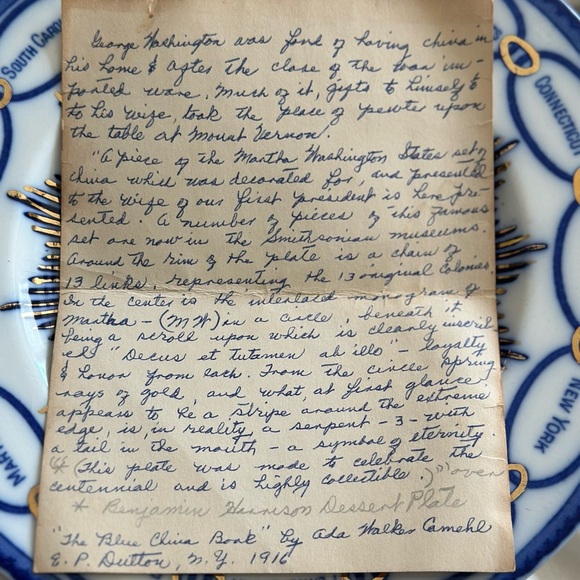 George Washington was fond of having china in
his home & after the close of the war im-
ported ware, much of it, gifts to himself &
to his wife, took the place of pewter upon
the table at Mount Vernon.
"A piece of the Martha Washington States set of
china which was decorated for, and presented
to the wife of our first president is here pre-
sented. A number of pieces of this famous
set are now in the Smithsonian museums.
Around the rim of the plate is a chain of
13 links, representing the 13 original Colonies.
In the center is the interlaced monogram of
Martha - (M W) in a circle, beneath it
being a scroll upon which is clearly inscrib
ed "Decus et tutamen ab illo" - loyalty
& honor from each. From the circle spring
rays of gold, and what, at first glance
appears to be a stripe around the extreme
edge, is, in reality, a serpent - 3 - with
a tail in the mouth - a symbol of eternity.
(This plate was made to celebrate the
centennial and is highly collectible.)" over
* Benjamin Harrison Dessert Plate
"The Blue China Book" by Ada Walker Camehl
E. P. Dutton, N.Y. 1916
SOUTH CAROL
CONNECTICUT
NEW YORK
MAR